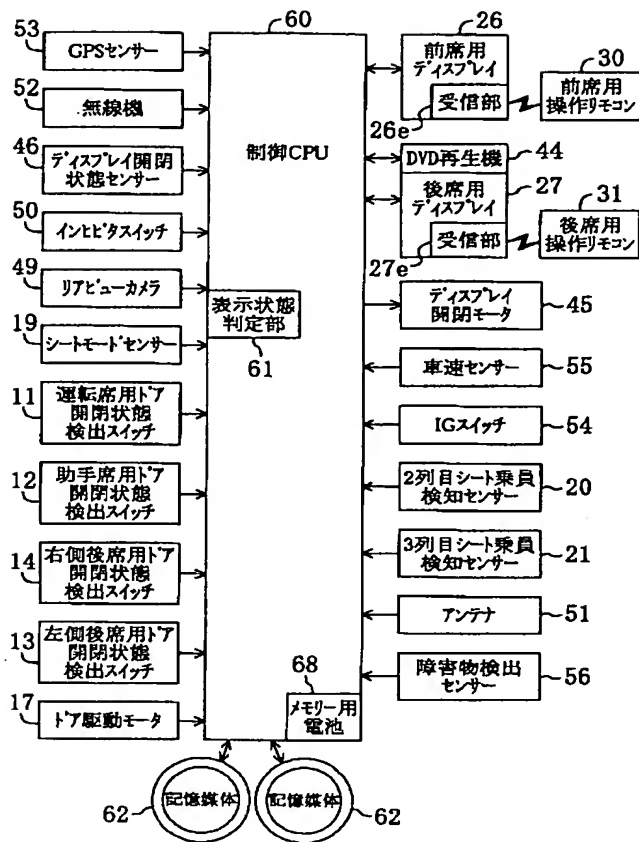 53
GPSセンサー
52
無線機
46
ディスプレイ開閉
状態センサー
50
インヒビタスイッチ
49
リアビューカメラ
19
シートモードセンサー
11
運転席用ドア
開閉状態
検出スイッチ
12
助手席用ドア
開閉状態
検出スイッチ
14
右側後席用ドア
開閉状態
検出スイッチ
13
左側後席用ドア
開閉状態
検出スイッチ
17
ドア駆動モータ
60
制御CPU
表示状態
判定部
61
68
メモリー用
電池
記憶媒体
記憶媒体
62
62
26
前席用
ディスプレイ
受信部
26e
30
前席用
操作リモコン
DVD再生機
44
後席用
ディスプレイ
27
受信部
27e
31
後席用
操作リモコン
ディスプレイ
開閉モータ
45
車速センサー
55
IGスイッチ
54
2列目シート乗員
検知センサー
20
3列目シート乗員
検知センサー
21
アンテナ
51
障害物検出
センサー
56